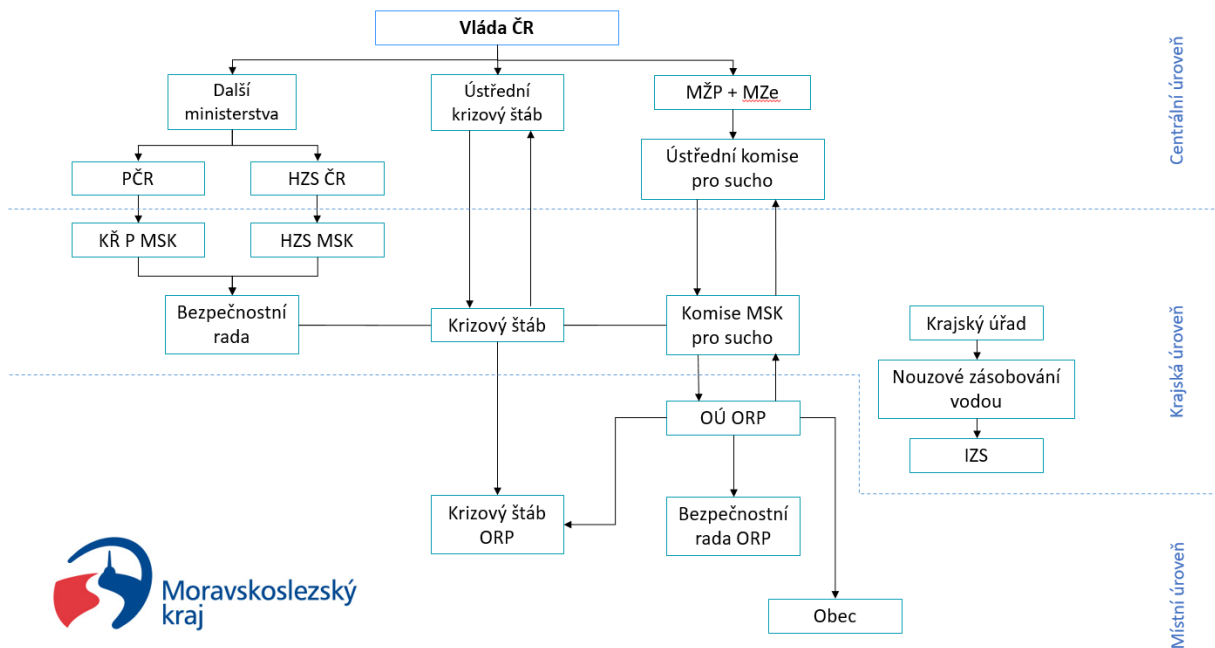 Vláda ČR
Další
ministerstva
Ústřední
krizový štáb
MŽP + MZe
Ústřední komise
pro sucho
PČR
HZS ČR
Centrální úroveň
KŘ P MSK
HZS MSK
Bezpečnostní
rada
Krizový štáb
Komise MSK
pro sucho
Krajský úřad
Nouzové zásobování
vodou
IZS
Krajská úroveň
OÚ ORP
Krizový štáb
ORP
Bezpečnostní
rada ORP
Obec
Místní úroveň
Moravskoslezský
kraj